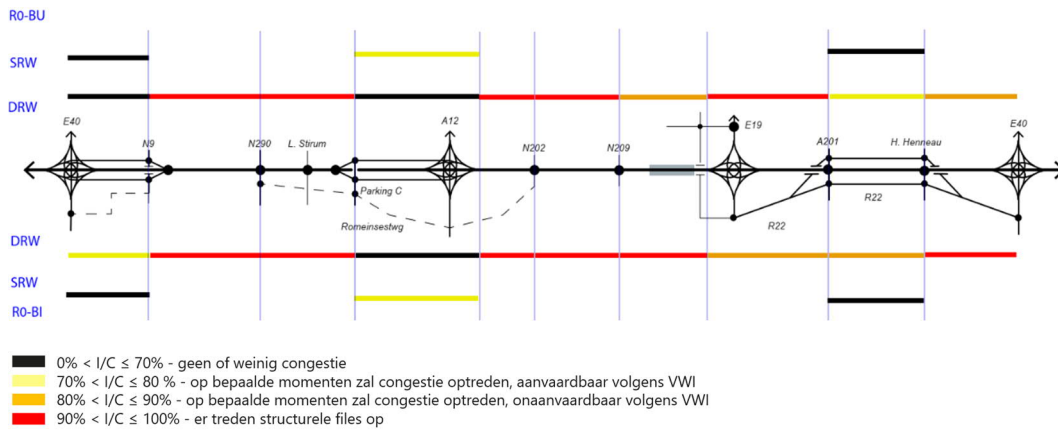 R0-BU
SRW
DRW
E40
N9
N290
L. Stirum
A12
N202
N209
E19
A201
H. Henneau
E40
Parking C
Romeinsestwg
R22
R22
DRW
SRW
R0-BI
0% < I/C ≤ 70% - geen of weinig congestie
70% < I/C ≤ 80 % - op bepaalde momenten zal congestie optreden, aanvaardbaar volgens VWI
80% < I/C ≤ 90% - op bepaalde momenten zal congestie optreden, onaanvaardbaar volgens VWI
90% < I/C ≤ 100% - er treden structurele files op